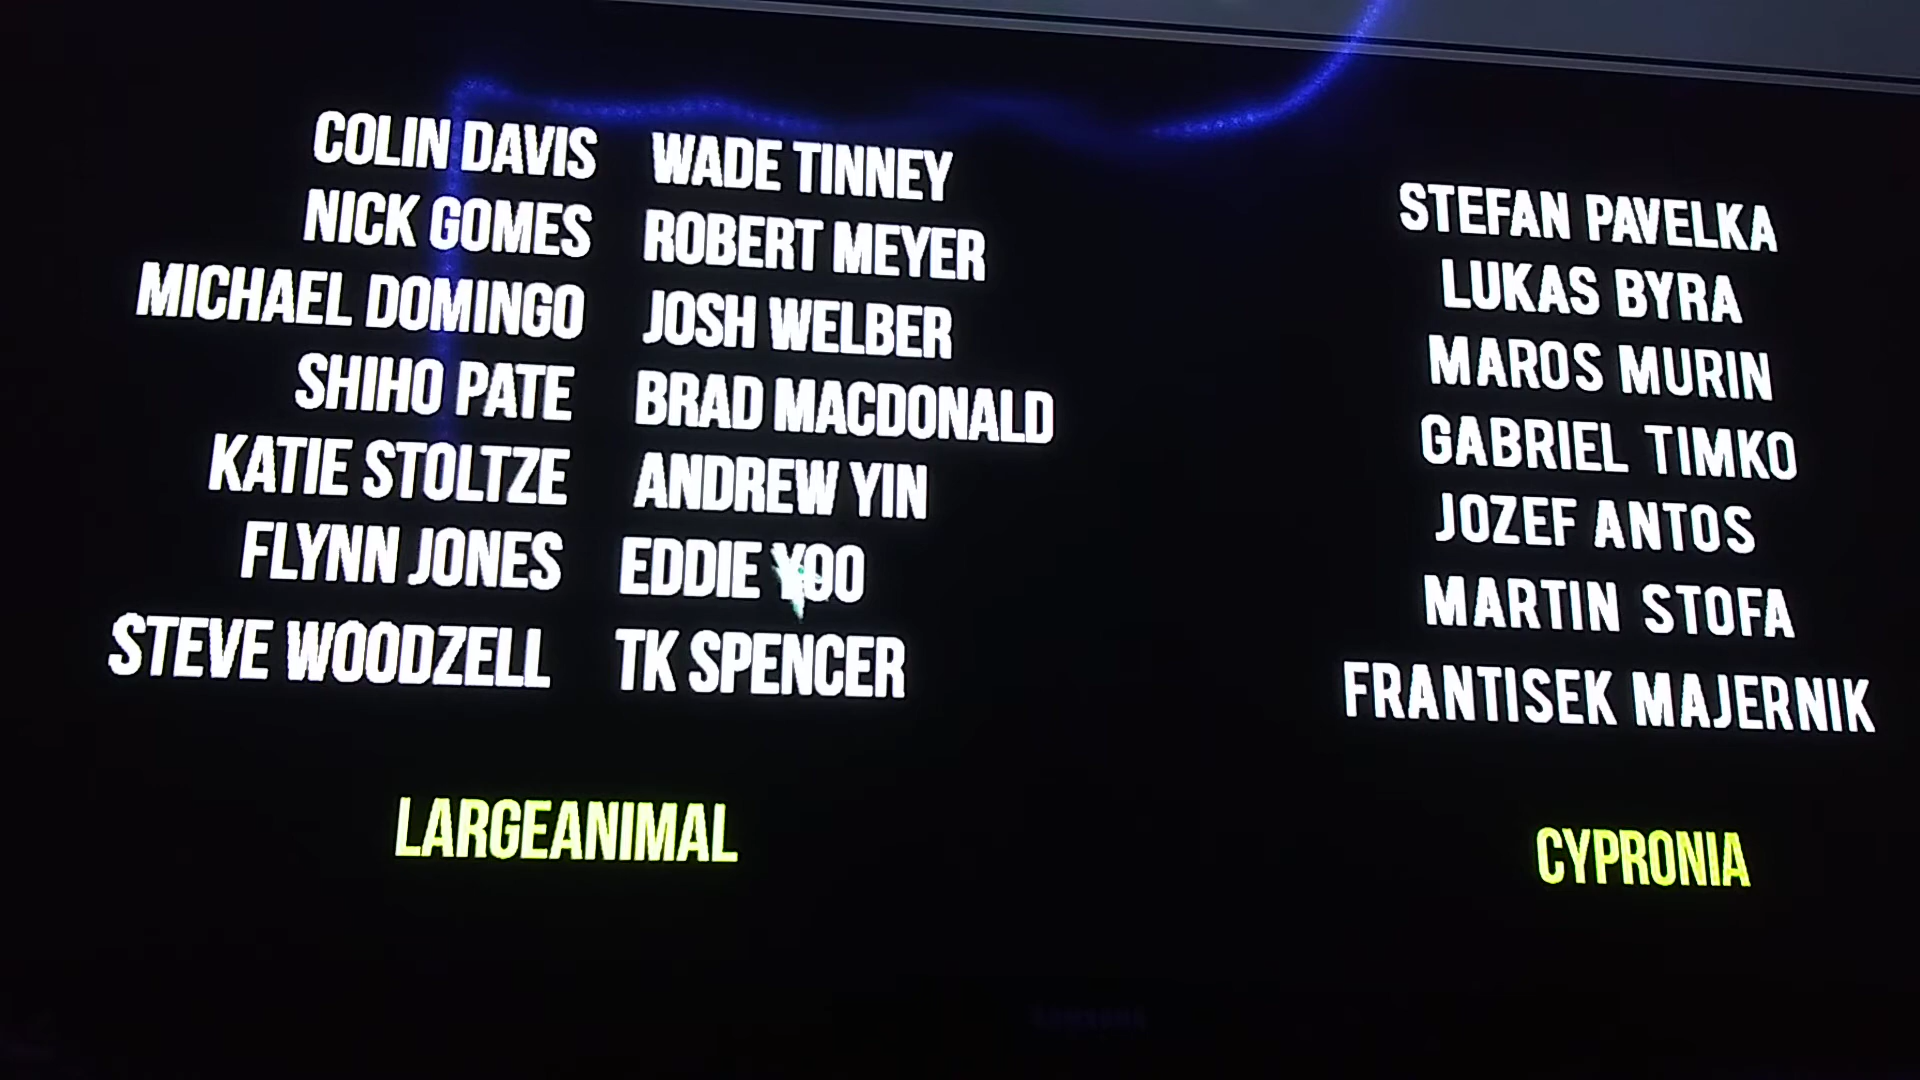 COLIN DAVIS WADE TINNEY
NICK GOMES ROBERT MEYER
MICHAEL DOMINGO JOSH WELBER
SHIHO PATE BRAD MACDONALD
KATIE STOLTZE ANDREW YIN
FLYNN JONES EDDIE YOO
STEVE WOODZELL TK SPENCER
LARGEANIMAL
STEFAN PAVELKA
LUKAS BYRA
MAROS MURIN
GABRIEL TIMKO
JOZEF ANTOS
MARTIN STOFA
FRANTISEK MAJERNIK
CYPRONIA